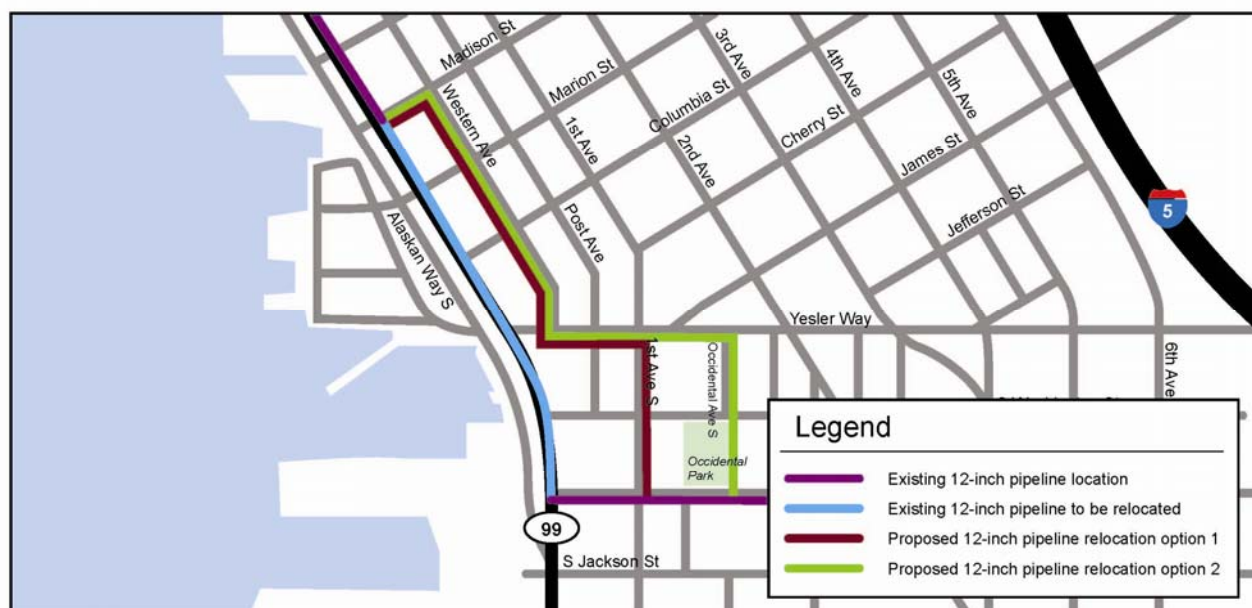 Madison St
Marion St
3rd Ave
4th Ave
5th Ave
Western Ave
1st Ave
Columbia St
2nd Ave
Cherry St
James St
Jefferson St
5
Alaskan Way S
Post Ave
Yesler Way
1st Ave S
Occidental Ave S
6th Ave
Occidental
Park
99
S Jackson St
Legend
Existing 12-inch pipeline location
Existing 12-inch pipeline to be relocated
Proposed 12-inch pipeline relocation option 1
Proposed 12-inch pipeline relocation option 2